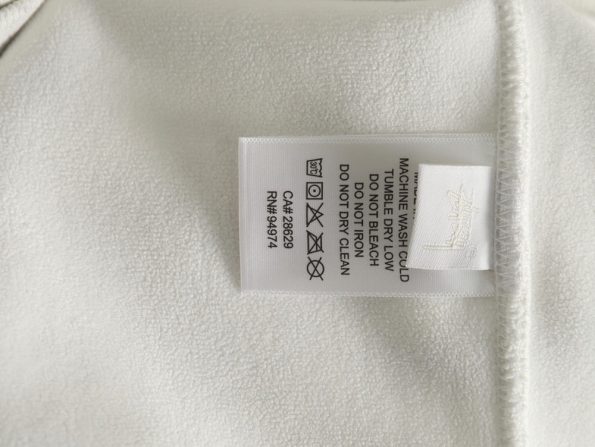 MACHINE WASH COLD
TUMBLE DRY LOW
DO NOT BLEACH
DO NOT IRON
DO NOT DRY CLEAN
30°C
CA# 28629
RN# 94974